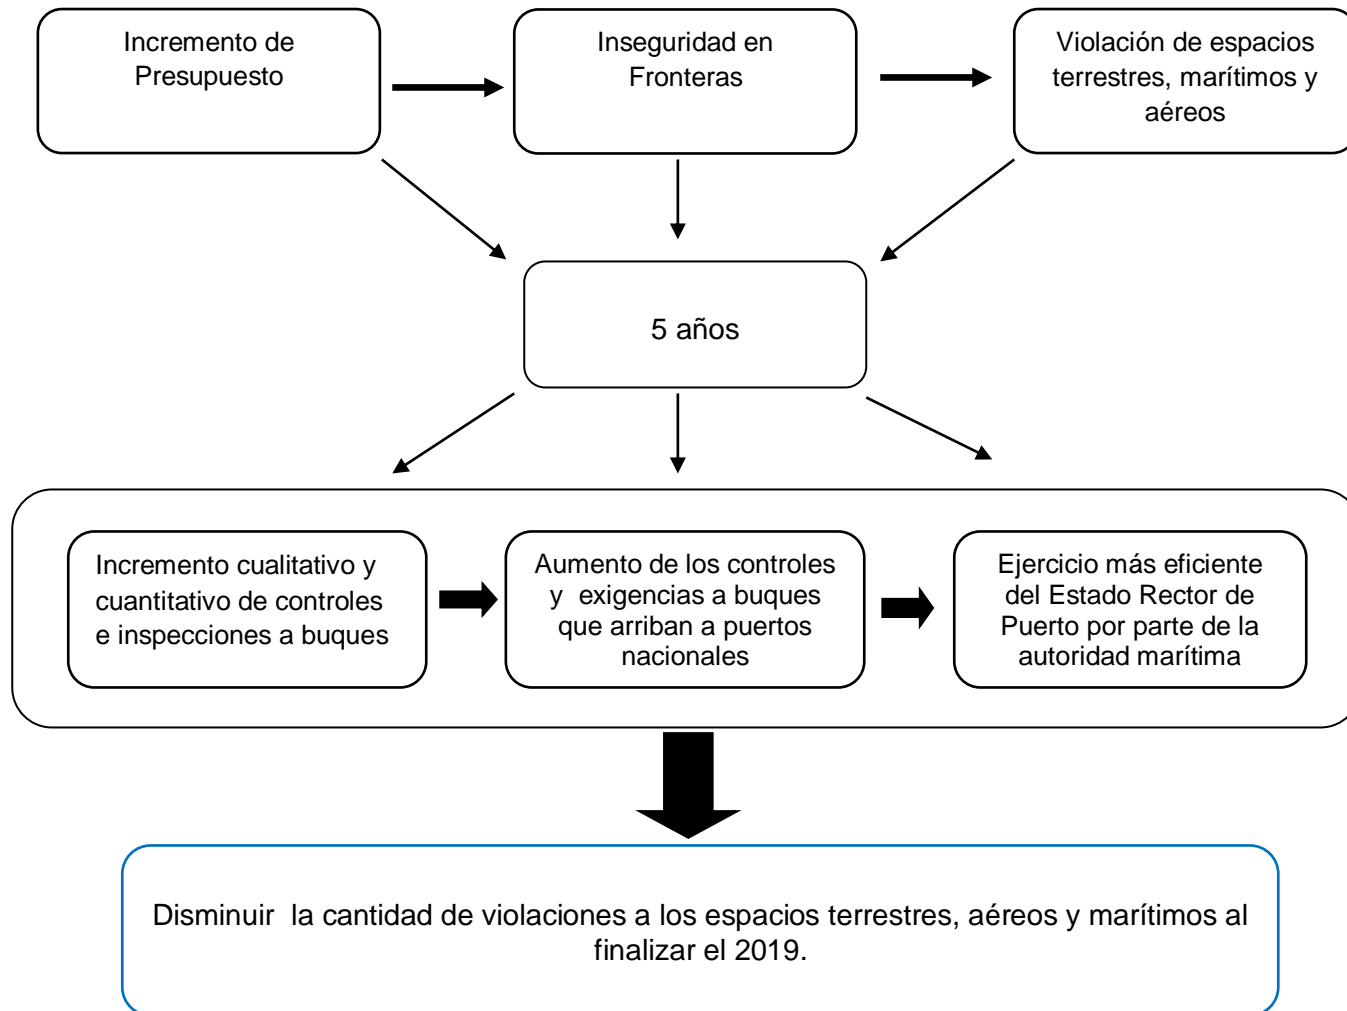 Incremento de
Presupuesto
Inseguridad en
Fronteras
Violación de espacios
terrestres, marítimos y
aéreos
5 años
Incremento cualitativo y
cuantitativo de controles
e inspecciones a buques
Aumento de los controles
y  exigencias a buques
que arriban a puertos
nacionales
Ejercicio más eficiente
del Estado Rector de
Puerto por parte de la
autoridad marítima
Disminuir  la cantidad de violaciones a los espacios terrestres, aéreos y marítimos al
finalizar el 2019.